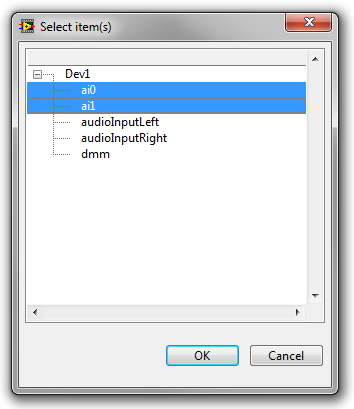 Select item(s)
Dev1
ai0
ai1
audioInputLeft
audioInputRight
dmm
OK
Cancel